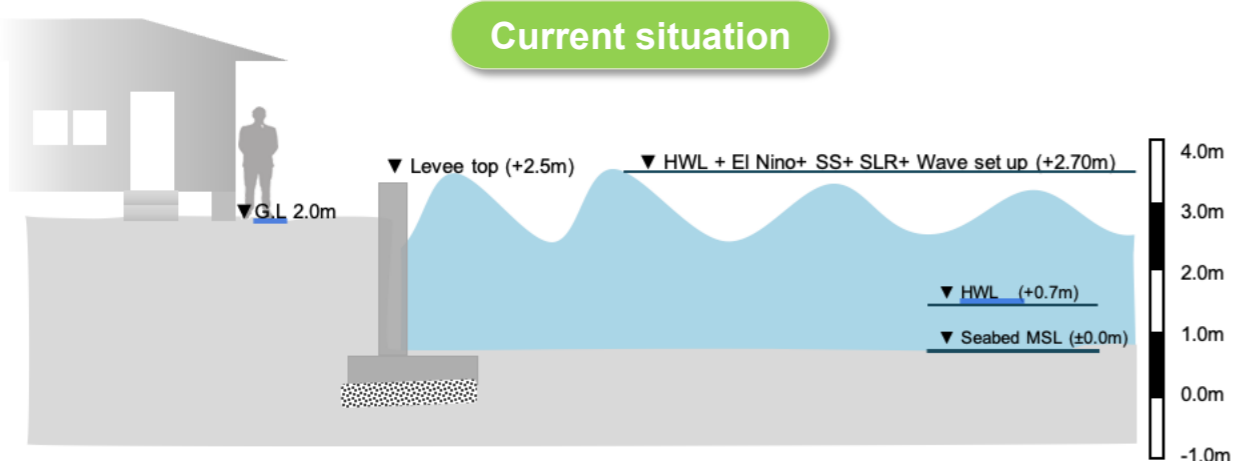 Current situation
▼ Levee top (+2.5m)
▼ HWL + El Nino+ SS+ SLR+ Wave set up (+2.70m)
▼G.L 2.0m
▼ HWL (+0.7m)
▼ Seabed MSL (±0.0m)
4.0m
3.0m
2.0m
1.0m
0.0m
-1.0m